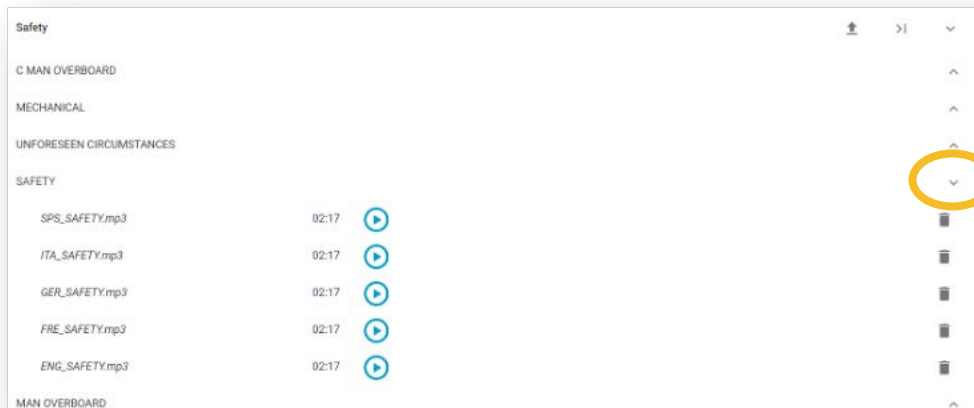 Safety
C MAN OVERBOARD
MECHANICAL
UNFORESEEN CIRCUMSTANCES
SAFETY
SPS_SAFETY.mp3 02:17
ITA_SAFETY.mp3 02:17
GER_SAFETY.mp3 02:17
FRE_SAFETY.mp3 02:17
ENG_SAFETY.mp3 02:17
MAN OVERBOARD